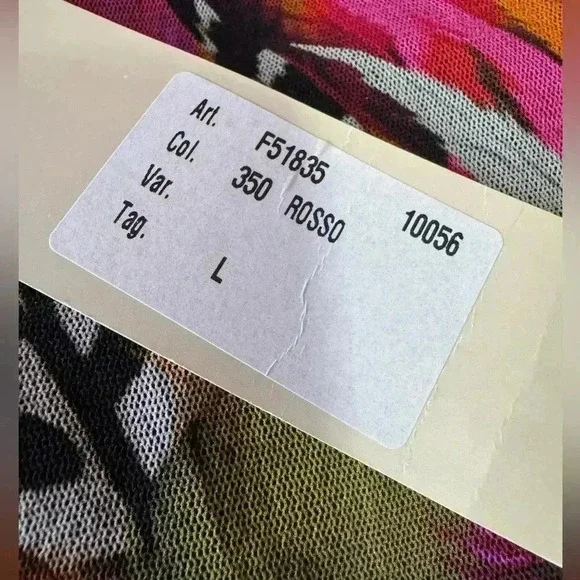 Art. F51835 10056
Col. 350 ROSSO
Var.
Tag. L